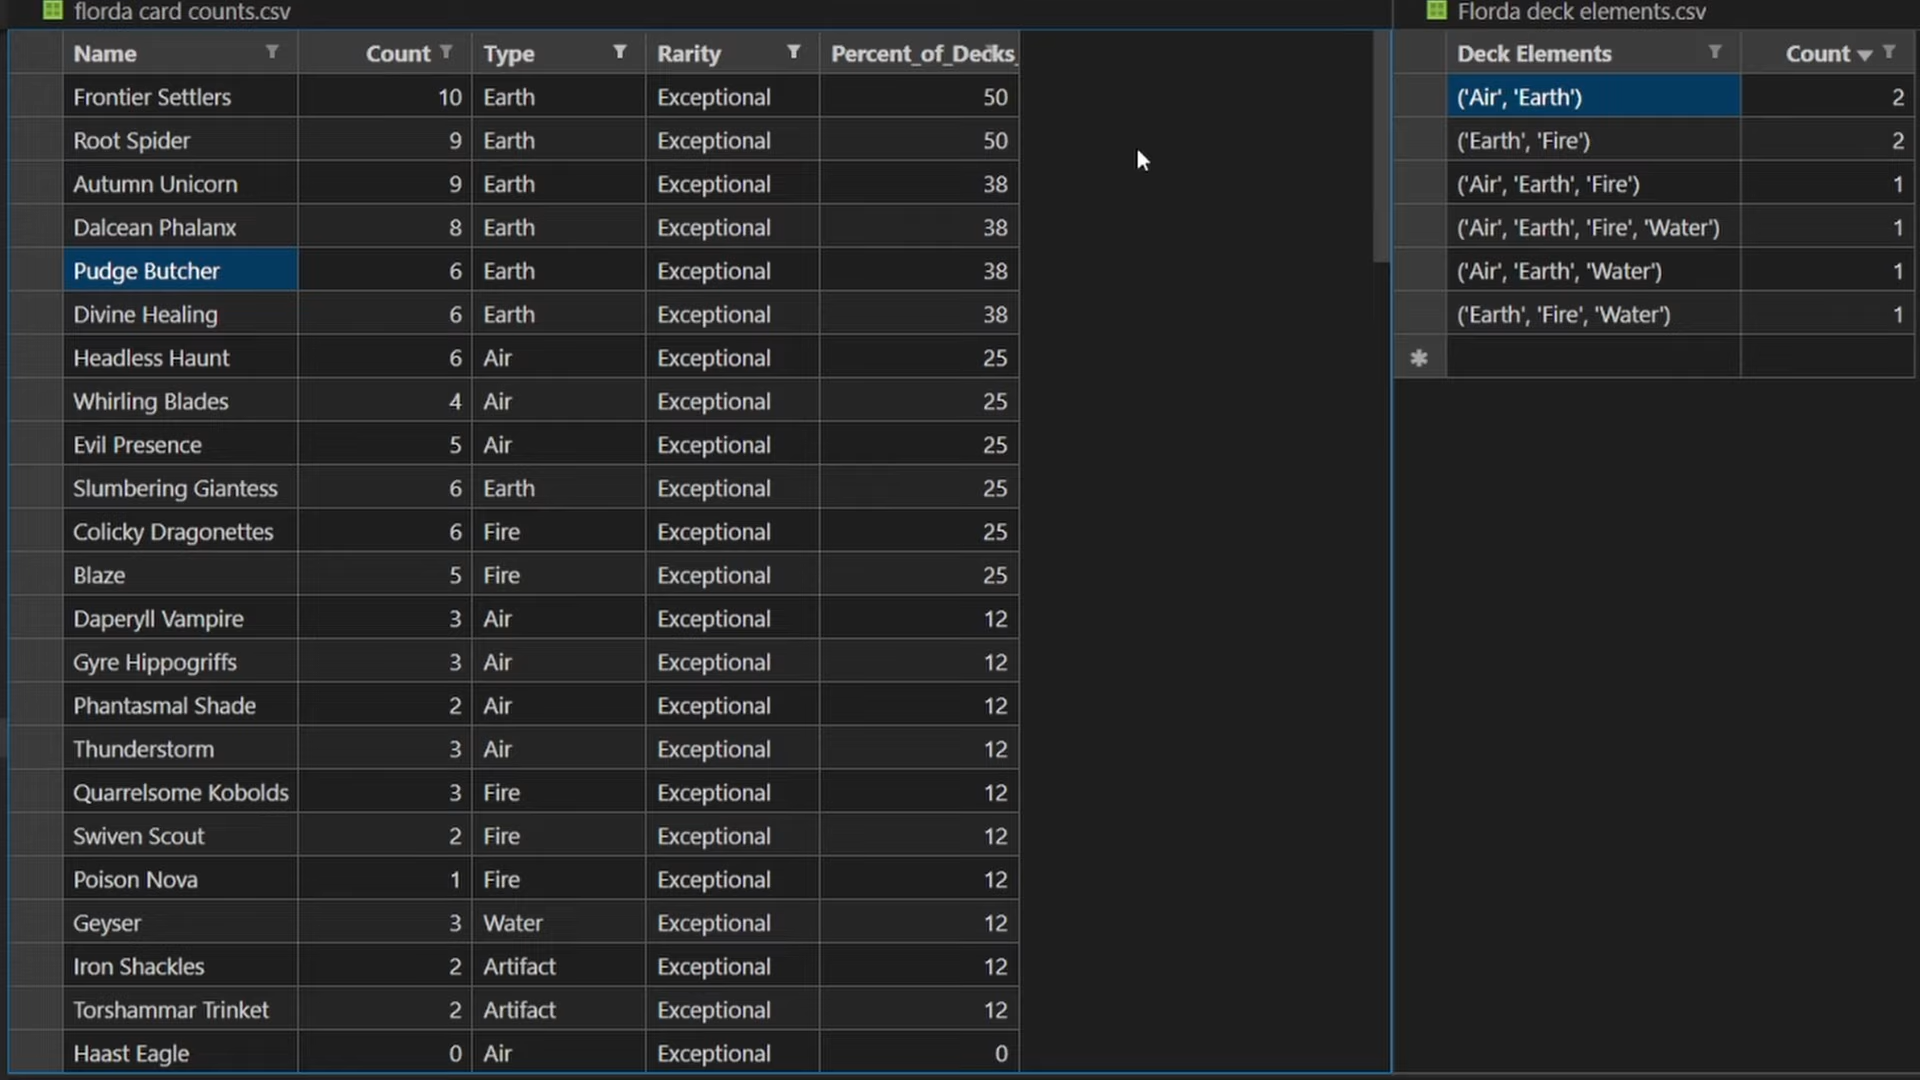 florda card counts.csv
Name Count Type Rarity Percent_of_Decks_
Frontier Settlers 10 Earth Exceptional 50
Root Spider 9 Earth Exceptional 50
Autumn Unicorn 9 Earth Exceptional 38
Dalcean Phalanx 8 Earth Exceptional 38
Pudge Butcher 6 Earth Exceptional 38
Divine Healing 6 Earth Exceptional 38
Headless Haunt 6 Air Exceptional 25
Whirling Blades 4 Air Exceptional 25
Evil Presence 5 Air Exceptional 25
Slumbering Giantess 6 Earth Exceptional 25
Colicky Dragonettes 6 Fire Exceptional 25
Blaze 5 Fire Exceptional 25
Daperyll Vampire 3 Air Exceptional 12
Gyre Hippogriffs 3 Air Exceptional 12
Phantasmal Shade 2 Air Exceptional 12
Thunderstorm 3 Air Exceptional 12
Quarrelsome Kobolds 3 Fire Exceptional 12
Swiven Scout 2 Fire Exceptional 12
Poison Nova 1 Fire Exceptional 12
Geyser 3 Water Exceptional 12
Iron Shackles 2 Artifact Exceptional 12
Torshammar Trinket 2 Artifact Exceptional 12
Haast Eagle 0 Air Exceptional 0
Florda deck elements.csv
Deck Elements Count
('Air', 'Earth') 2
('Earth', 'Fire') 2
('Air', 'Earth', 'Fire') 1
('Air', 'Earth', 'Fire', 'Water') 1
('Air', 'Earth', 'Water') 1
('Earth', 'Fire', 'Water') 1